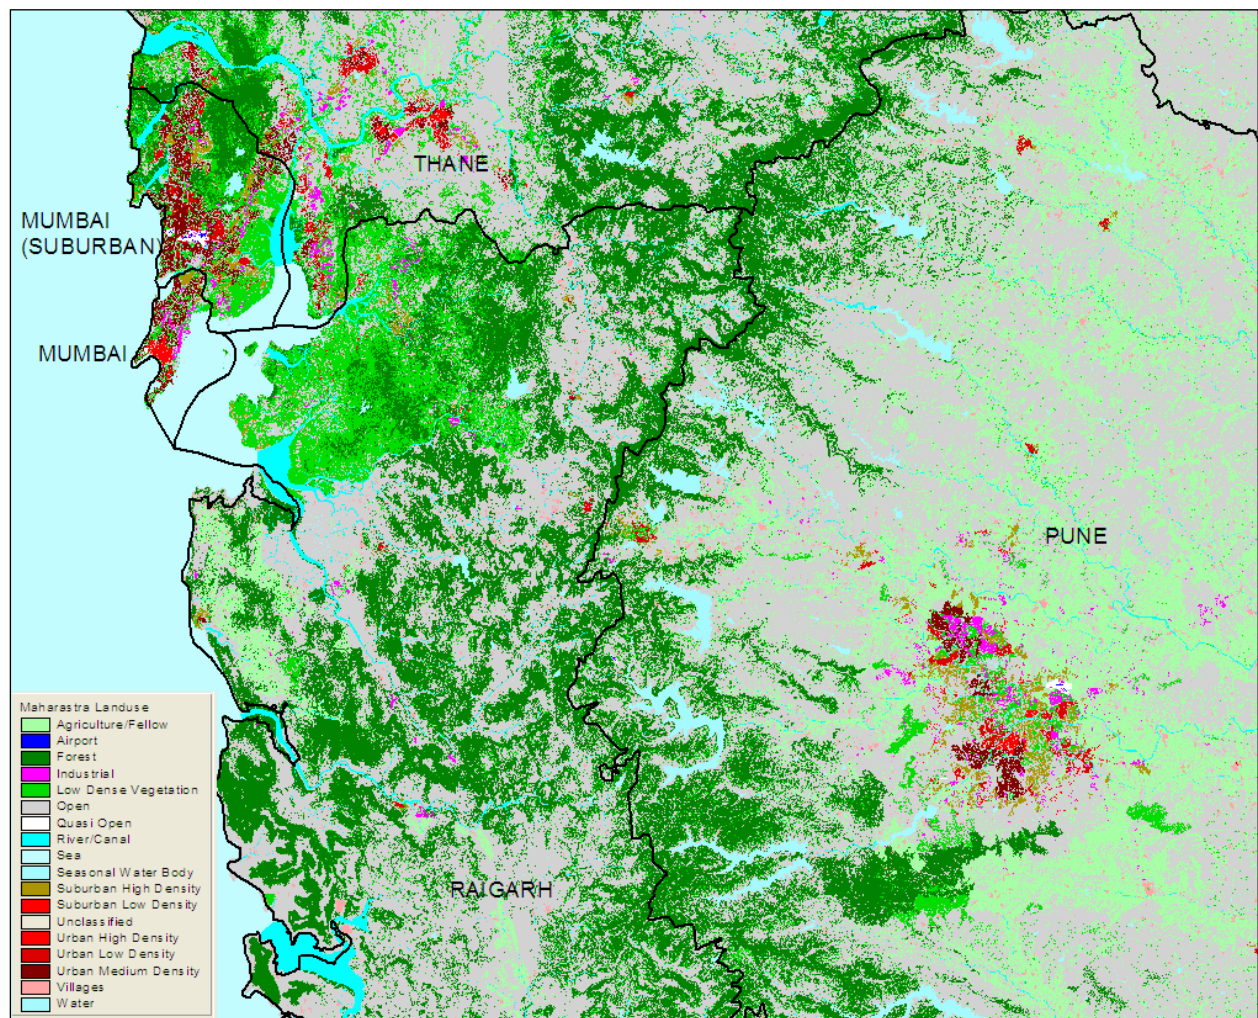 THANE
MUMBAI
(SUBURBAN)
MUMBAI
PUNE
RAIGARH
Maharastra Landuse
Agriculture/Fellow
Airport
Forest
Industrial
Low Dense Vegetation
Open
Quasi Open
River/Canal
Sea
Seasonal Water Body
Suburban High Density
Suburban Low Density
Unclassified
Urban High Density
Urban Low Density
Urban Medium Density
Villages
Water